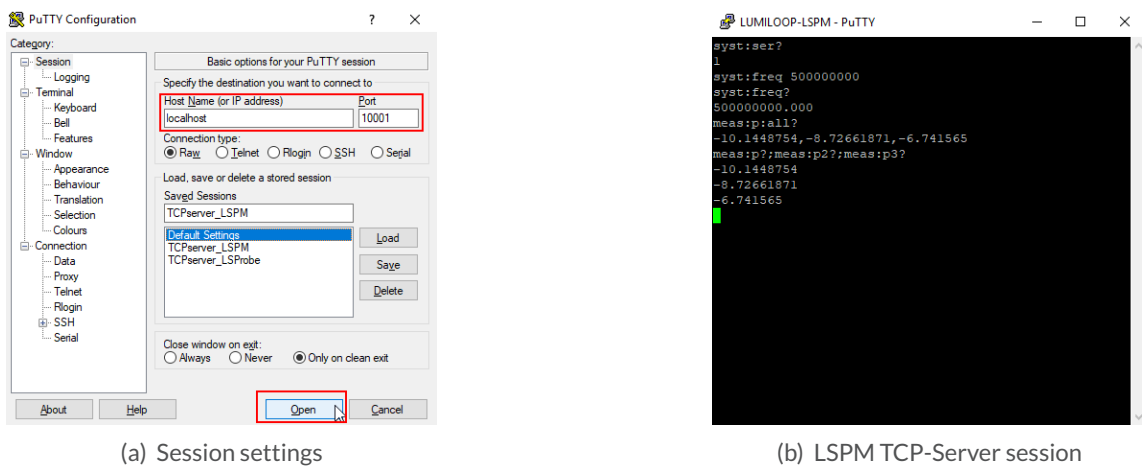 PuTTY Configuration
?
Category:
Session
Logging
Terminal
Keyboard
Bell
Features
Window
Appearance
Behaviour
Translation
Selection
Colours
Connection
Data
Proxy
Telnet
Rlogin
SSH
Serial
Basic options for your PuTTY session
Specify the destination you want to connect to
Host Name (or IP address) Port
localhost 10001
Connection type:
Raw Telnet Rlogin SSH Serial
Load, save or delete a stored session
Saved Sessions
TCPserver_LSPM
Default Settings
TCPserver_LSPM
TCPserver_LSProbe
Load
Save
Delete
Close window on exit:
Always Never Only on clean exit
About Help Open Cancel
(a) Session settings
LUMILOOP-LSPM - PuTTY
syst:ser?
1
syst:freq 500000000
syst:freq?
500000000.000
meas:p:all?
-10.1448754,-8.72661871,-6.741565
meas:p?;meas:p2?;meas:p3?
-10.1448754
-8.72661871
-6.741565
(b) LSPM TCP-Server session